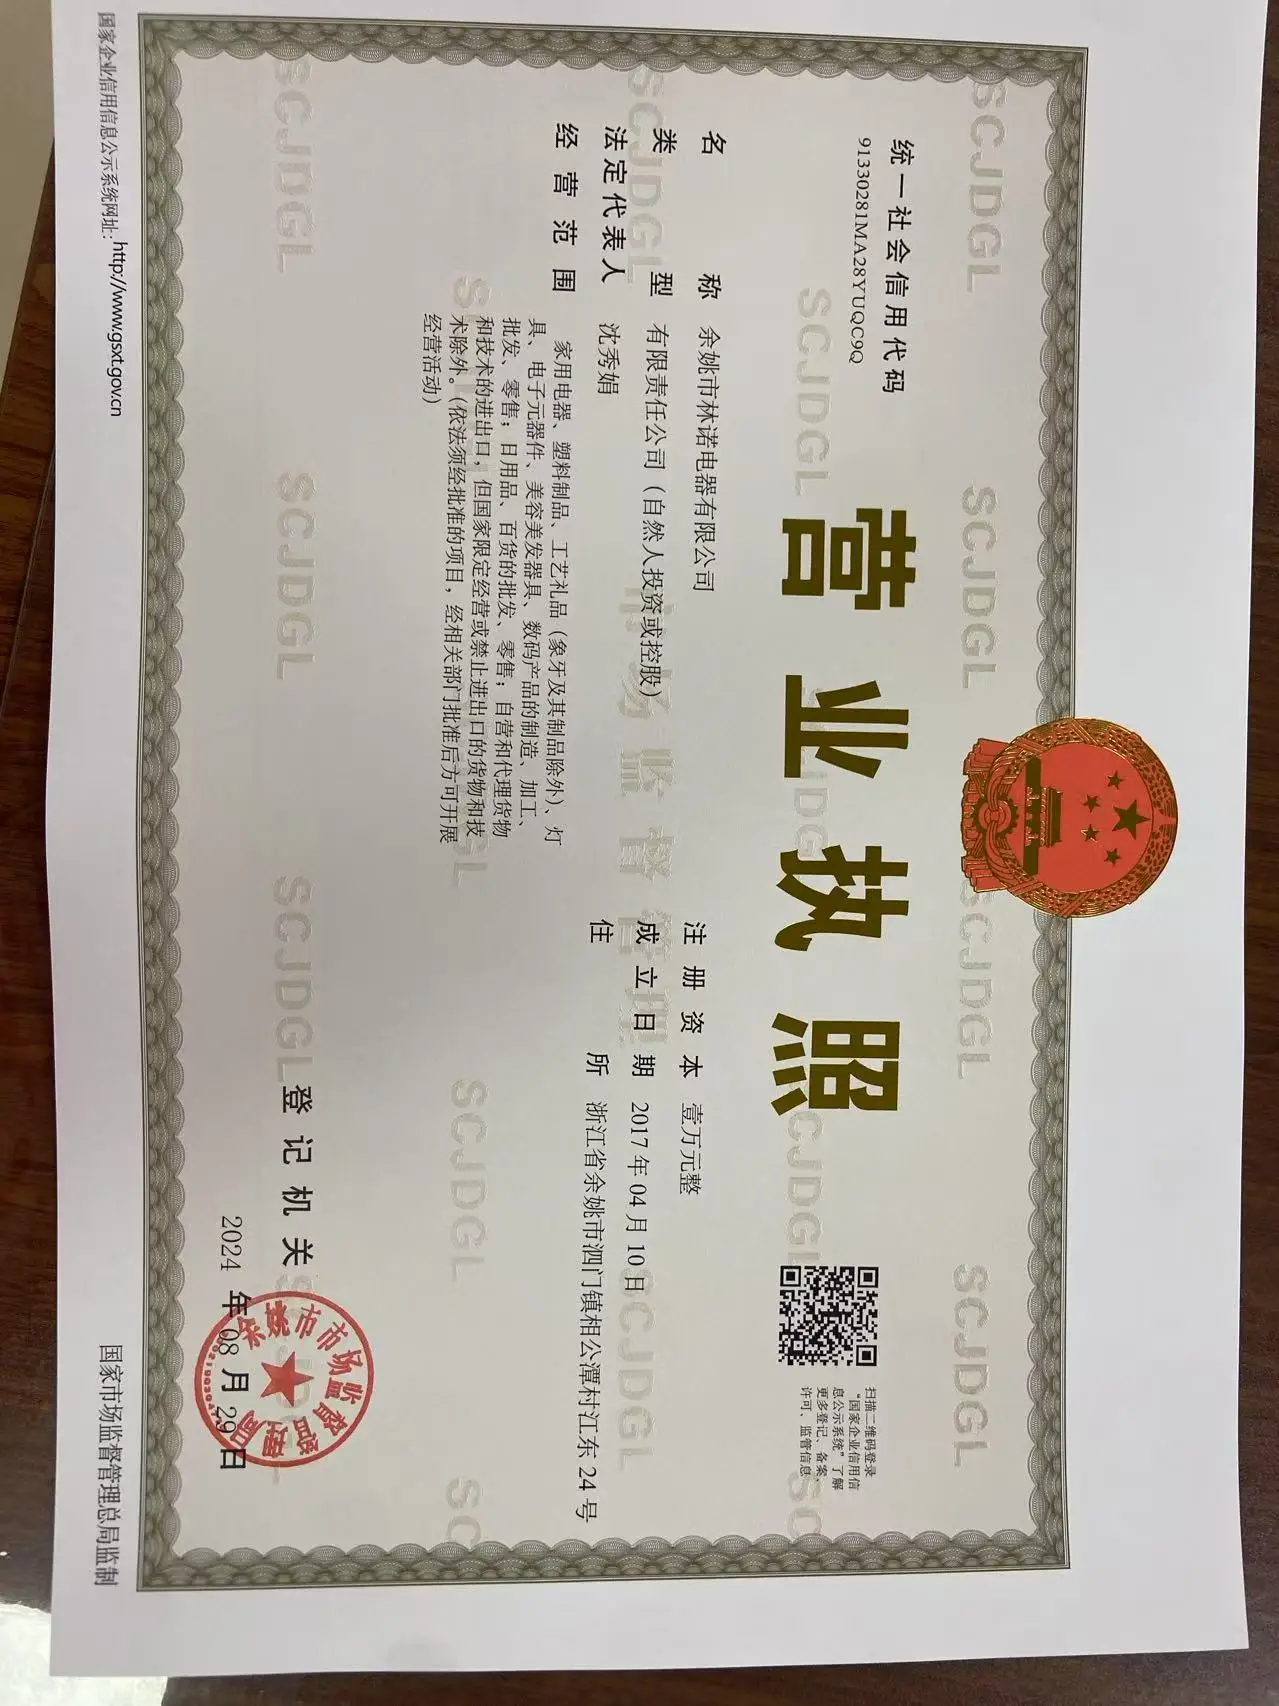 统一社会信用代码
91330281MA28YUQC9Q
营业执照
扫描二维码登录
“国家企业信用信
息公示系统”了解
更多登记、备案、
许可、监管信息
名称 余姚市林诺电器有限公司
类型 有限责任公司（自然人投资或控股）
法定代表人 沈秀娟
经营范围 家用电器、塑料制品、工艺礼品（象牙及其制品除外）、灯
具、电子元器件、美容美发器具、数码产品的制造、加工、
批发、零售；日用品、百货的批发、零售；自营和代理货物
和技术的进出口，但国家限定经营或禁止进出口的货物和技
术除外。（依法须经批准的项目，经相关部门批准后方可开展
经营活动）
注册资本 壹万元整
成立日期 2017年04月10日
住所 浙江省余姚市泗门镇相公潭村江东24号
登记机关
余姚市市场监督管理局
2024年08月29日
国家企业信用信息公示系统网址：http://www.gsxt.gov.cn
国家市场监督管理总局监制
SCJDGL
市场监督管理